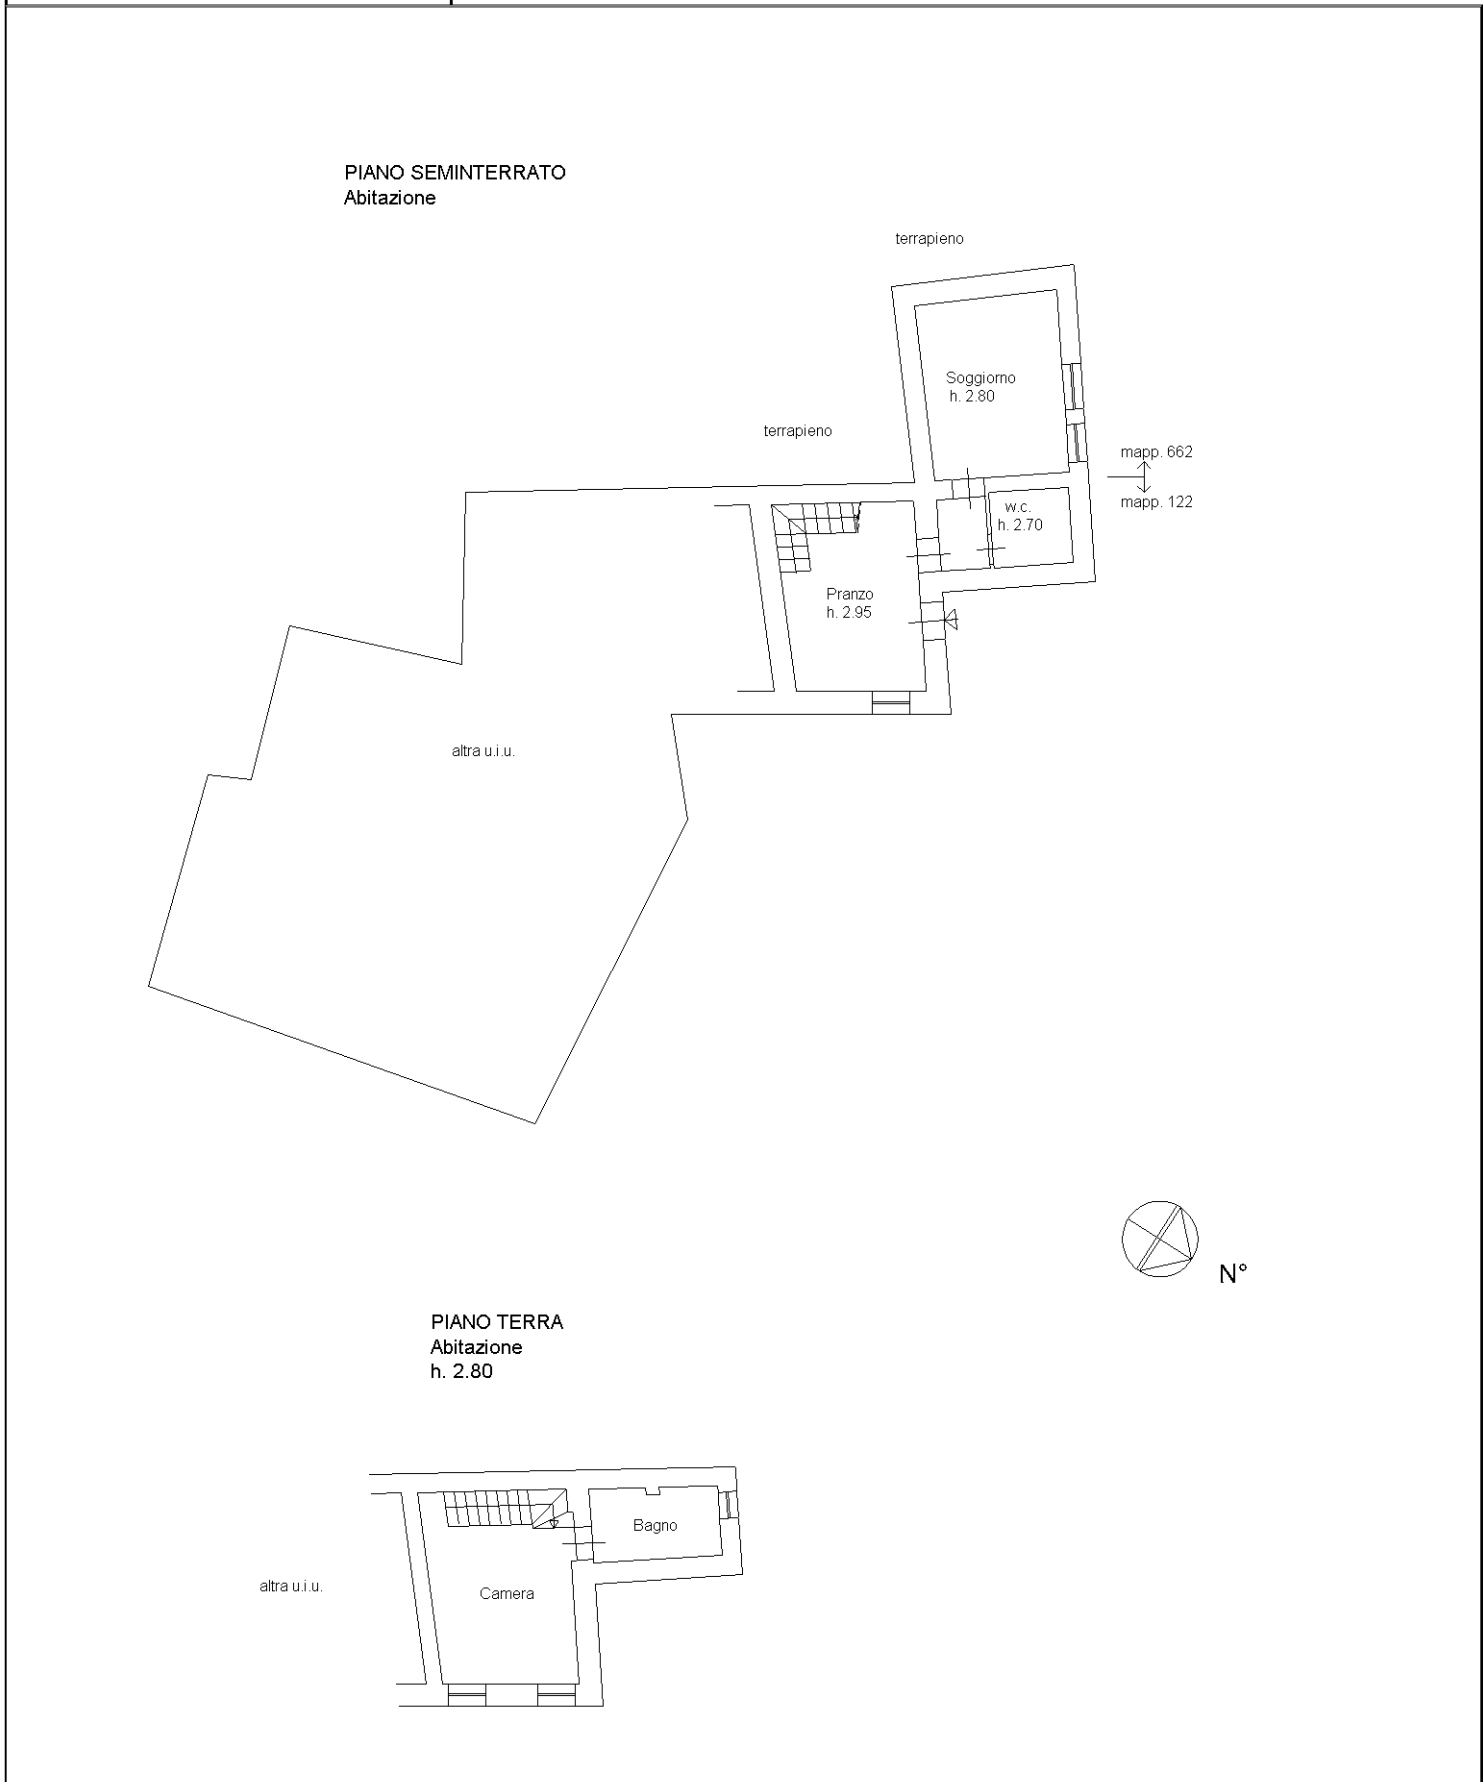 PIANO SEMINTERRATO
Abitazione
terrapieno
Soggiorno
h. 2.80
terrapieno
mapp. 662
mapp. 122
w.c.
h. 2.70
Pranzo
h. 2.95
altra u.i.u.
N°
PIANO TERRA
Abitazione
h. 2.80
Bagno
altra u.i.u.
Camera